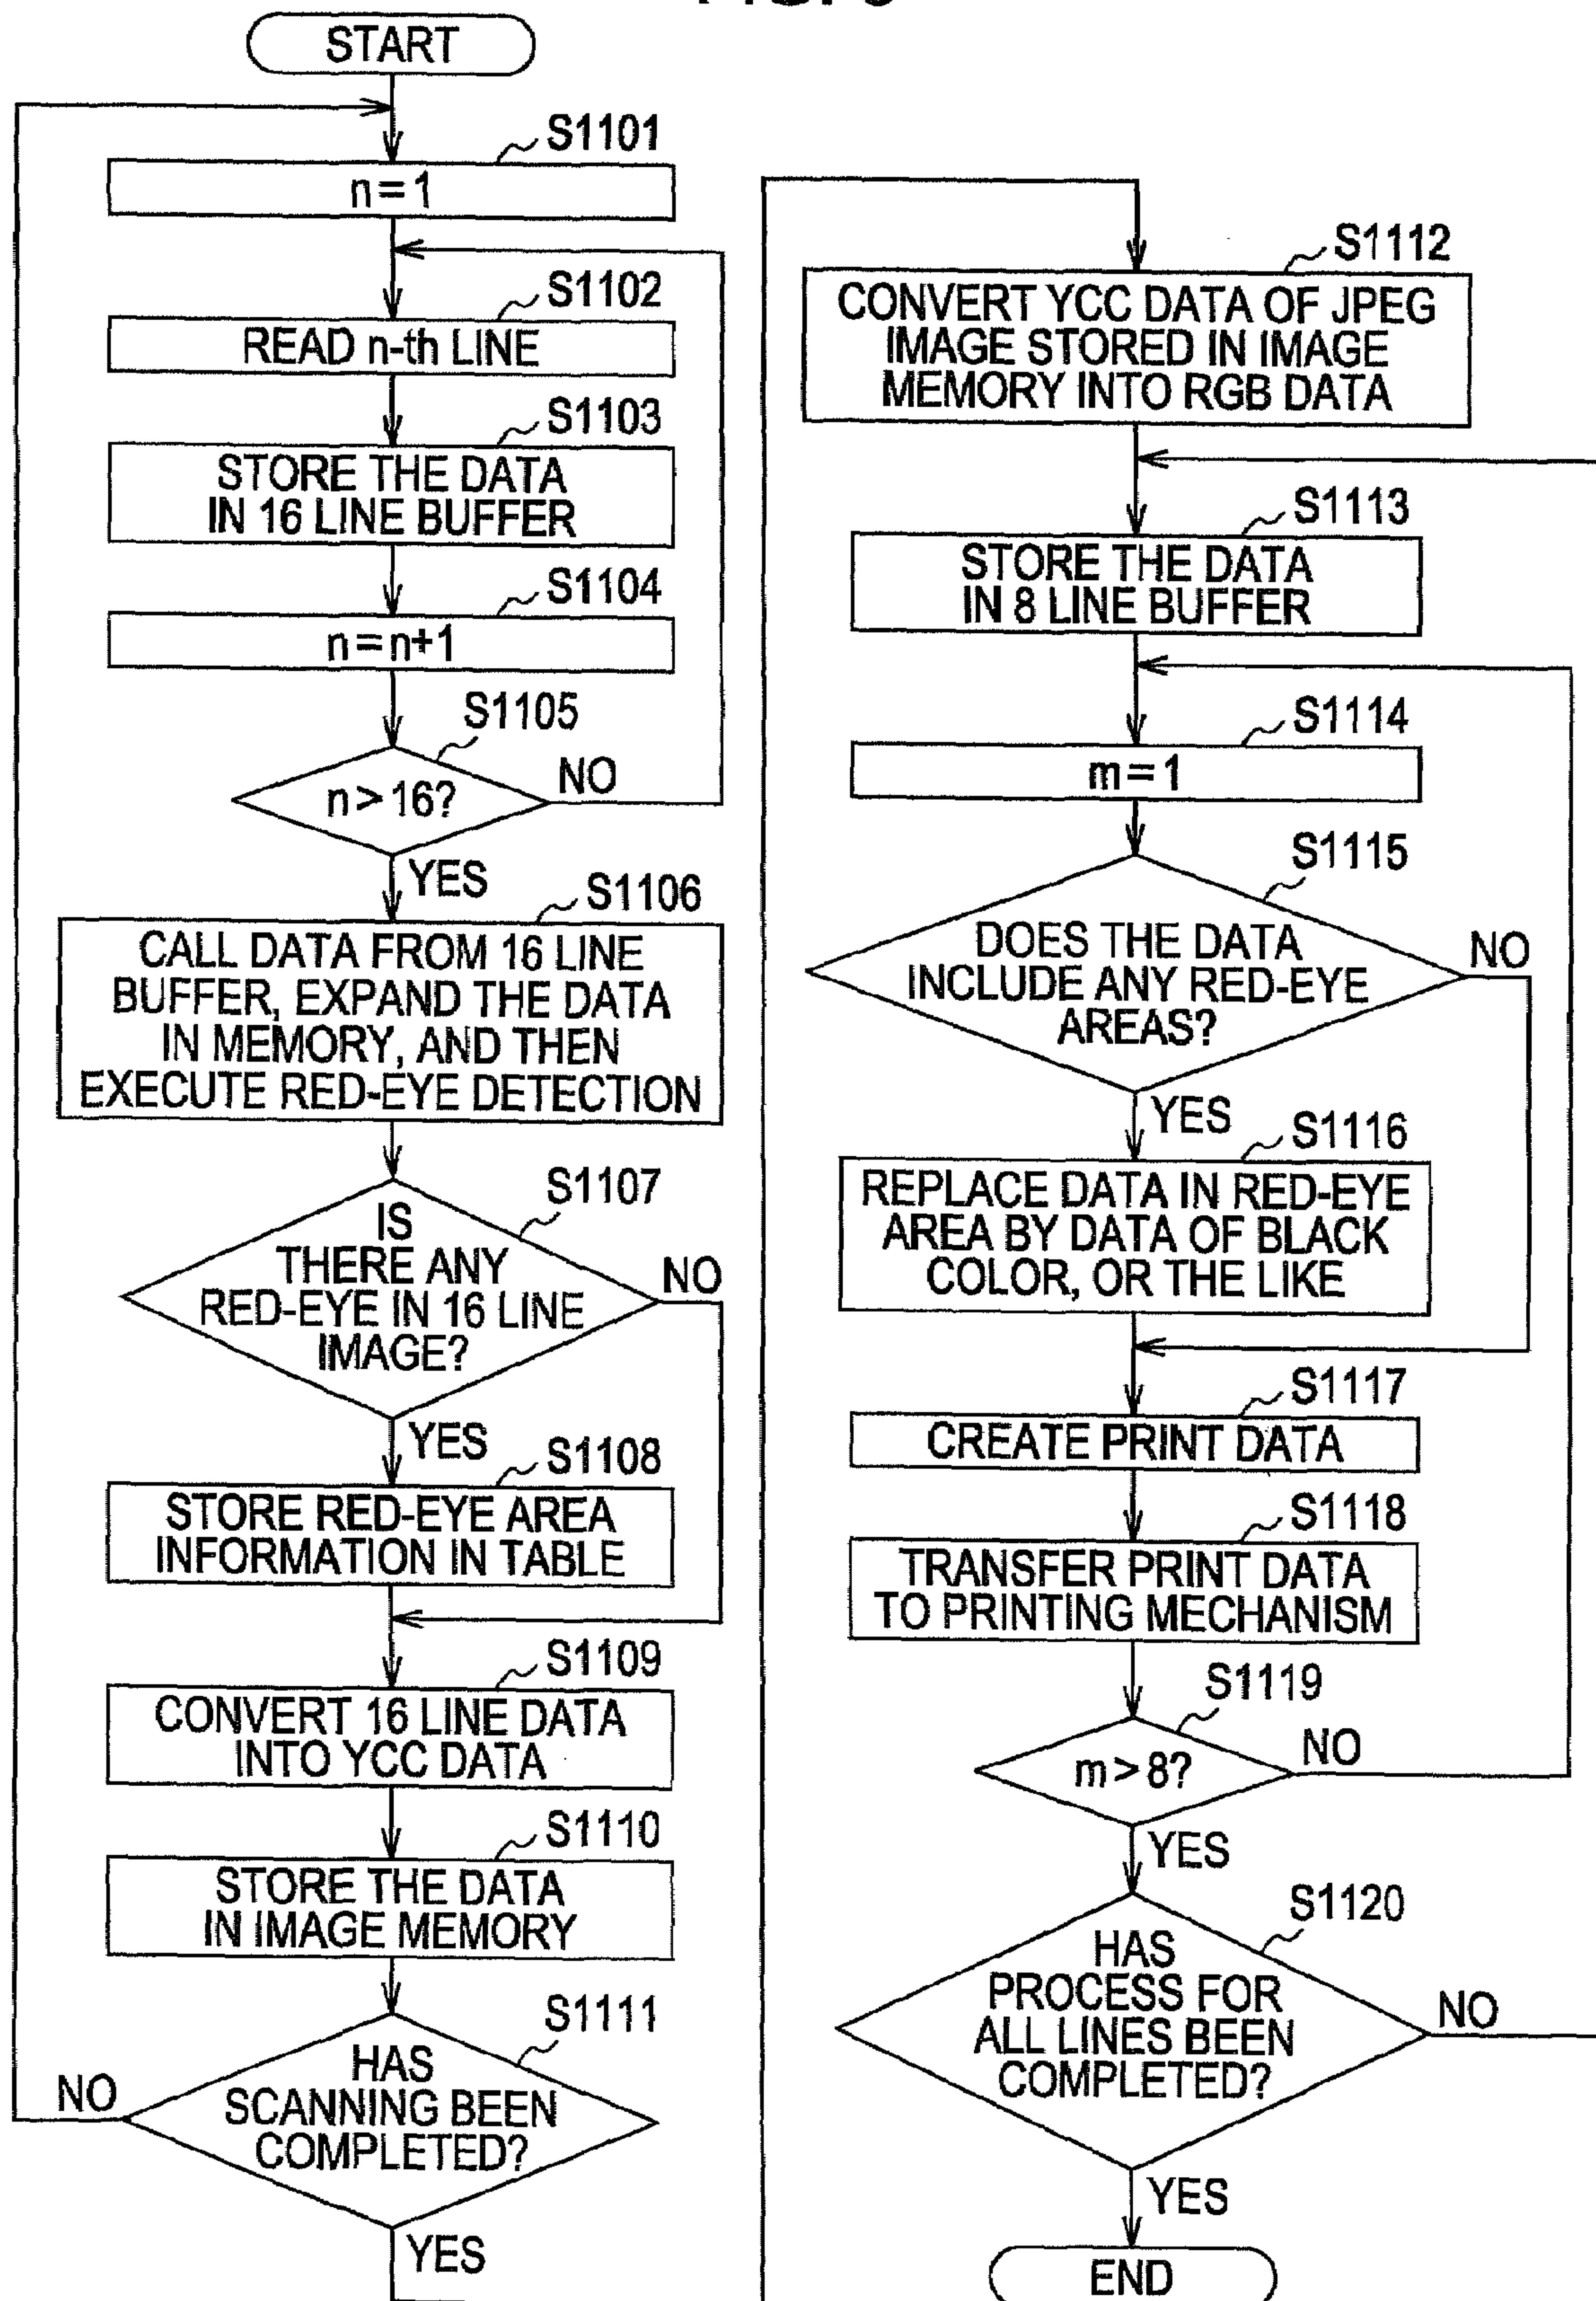 START
S1101
n=1
S1102
READ n-th LINE
S1103
STORE THE DATA
IN 16 LINE BUFFER
S1104
n=n+1
S1105
n>16?
NO
YES
S1106
CALL DATA FROM 16 LINE
BUFFER, EXPAND THE DATA
IN MEMORY, AND THEN
EXECUTE RED-EYE DETECTION
S1107
IS
THERE ANY
RED-EYE IN 16 LINE
IMAGE?
NO
YES
S1108
STORE RED-EYE AREA
INFORMATION IN TABLE
S1109
CONVERT 16 LINE DATA
INTO YCC DATA
S1110
STORE THE DATA
IN IMAGE MEMORY
S1111
HAS
SCANNING BEEN
COMPLETED?
NO
YES
S1112
CONVERT YCC DATA OF JPEG
IMAGE STORED IN IMAGE
MEMORY INTO RGB DATA
S1113
STORE THE DATA
IN 8 LINE BUFFER
S1114
m=1
S1115
DOES THE DATA
INCLUDE ANY RED-EYE
AREAS?
NO
YES
S1116
REPLACE DATA IN RED-EYE
AREA BY DATA OF BLACK
COLOR, OR THE LIKE
S1117
CREATE PRINT DATA
S1118
TRANSFER PRINT DATA
TO PRINTING MECHANISM
S1119
m>8?
NO
YES
S1120
HAS
PROCESS FOR
ALL LINES BEEN
COMPLETED?
NO
YES
END